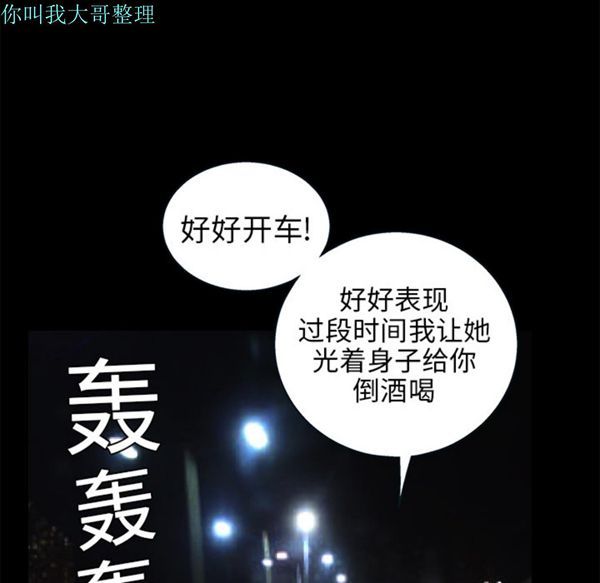 你叫我大哥整理
好好开车!
好好表现
过段时间我让她
光着身子给你
倒酒喝
轰
轰
轰